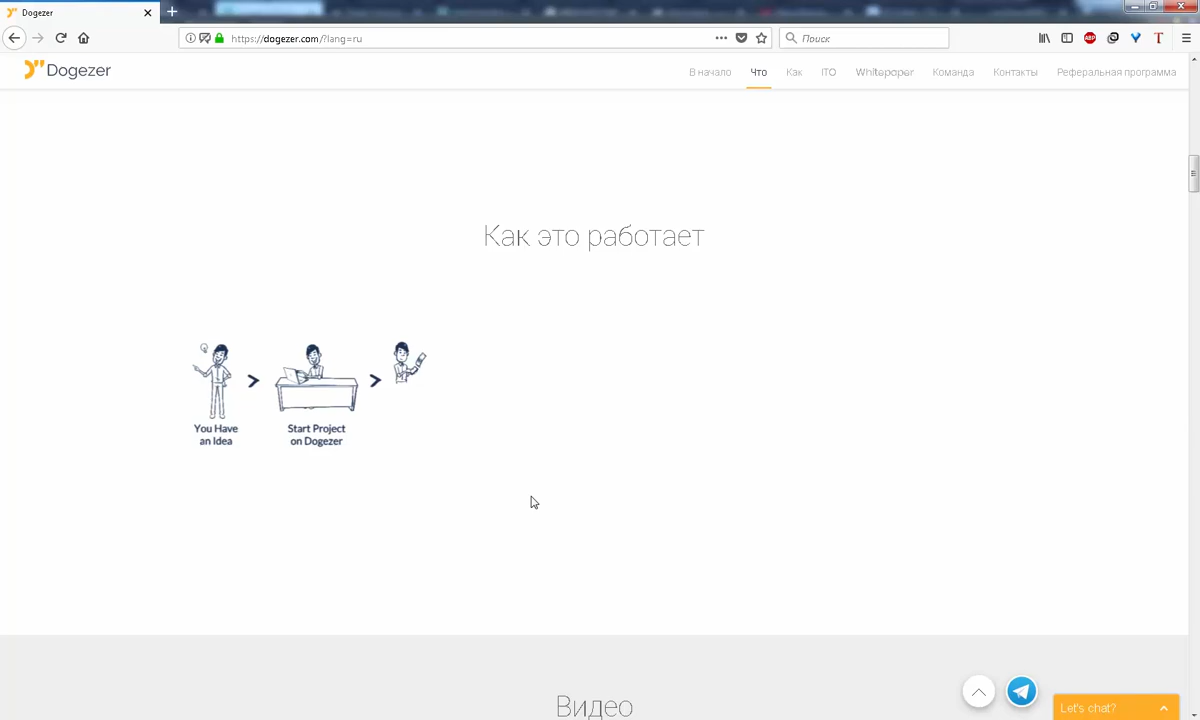 Dogezer
https://dogezer.com/?lang=ru
Поиск
ABP
Dogezer
В начало Что Как ITO Whitepaper Команда Контакты Реферальная программа
Как это работает
You Have
an Idea
Start Project
on Dogezer
Видео
Let's chat?